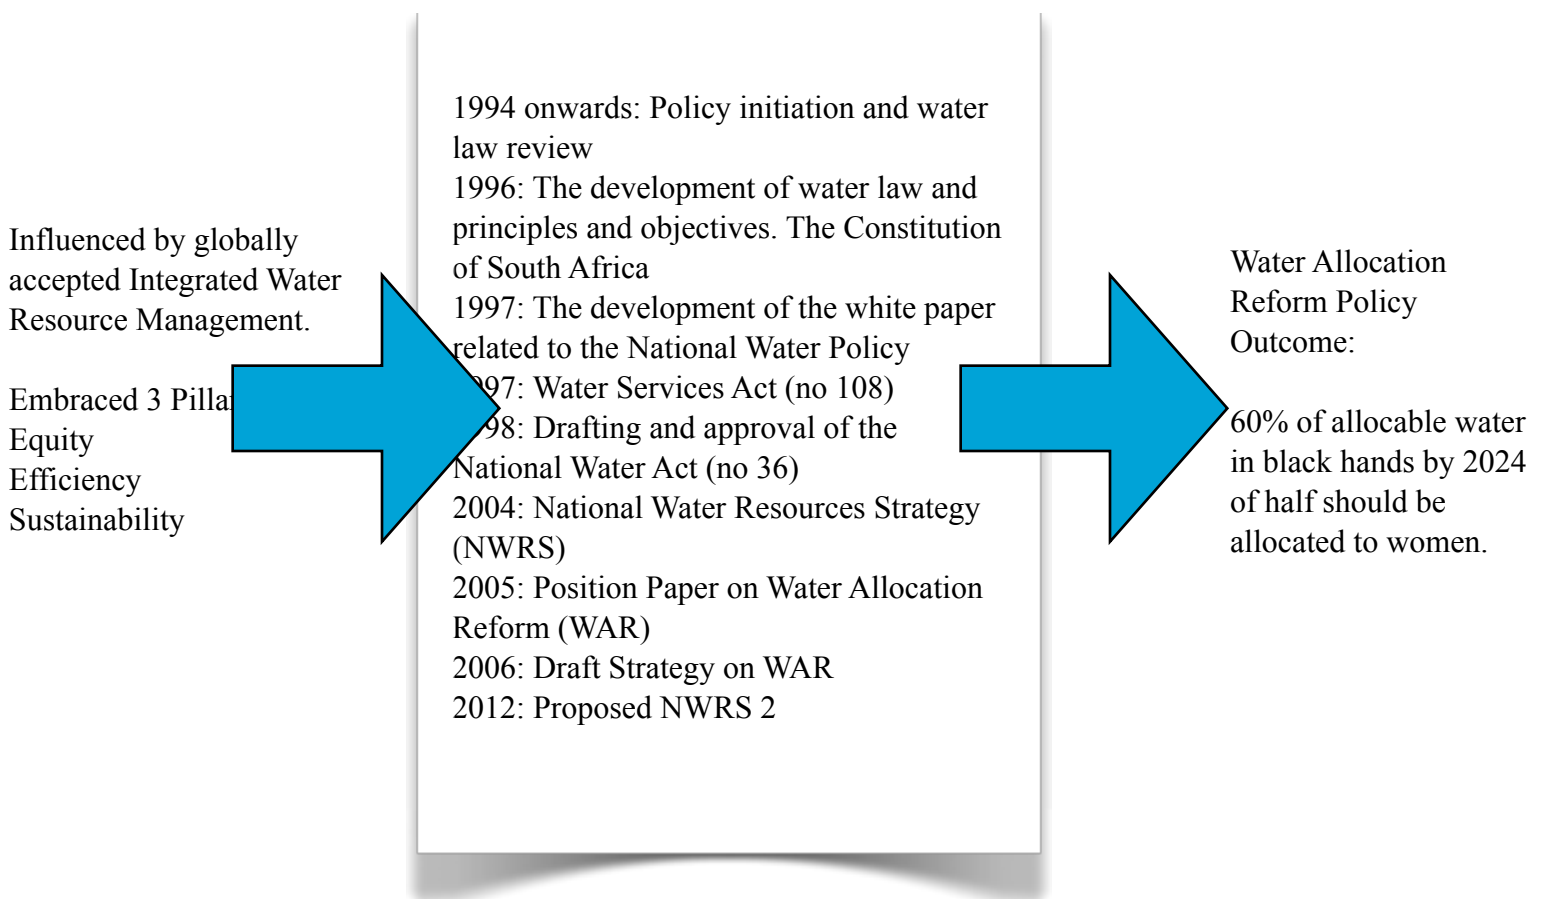 Influenced by globally
accepted Integrated Water
Resource Management.
Embraced 3
Equity
Efficiency
Sustainability
1994 onwards: Policy initiation and water
law review
1996: The development of water law and
principles and objectives. The Constitution
of South Africa
1997: The development of the white paper
related to the National Water Policy
97: Water Services Act (no 108)
98: Drafting and approval of the
National Water Act (no 36)
2004: National Water Resources Strategy
(NWRS)
2005: Position Paper on Water Allocation
Reform (WAR)
2006: Draft Strategy on WAR
2012: Proposed NWRS 2
Water Allocation
Reform Policy
Outcome:
60% of allocable water
in black hands by 2024
of half should be
allocated to women.